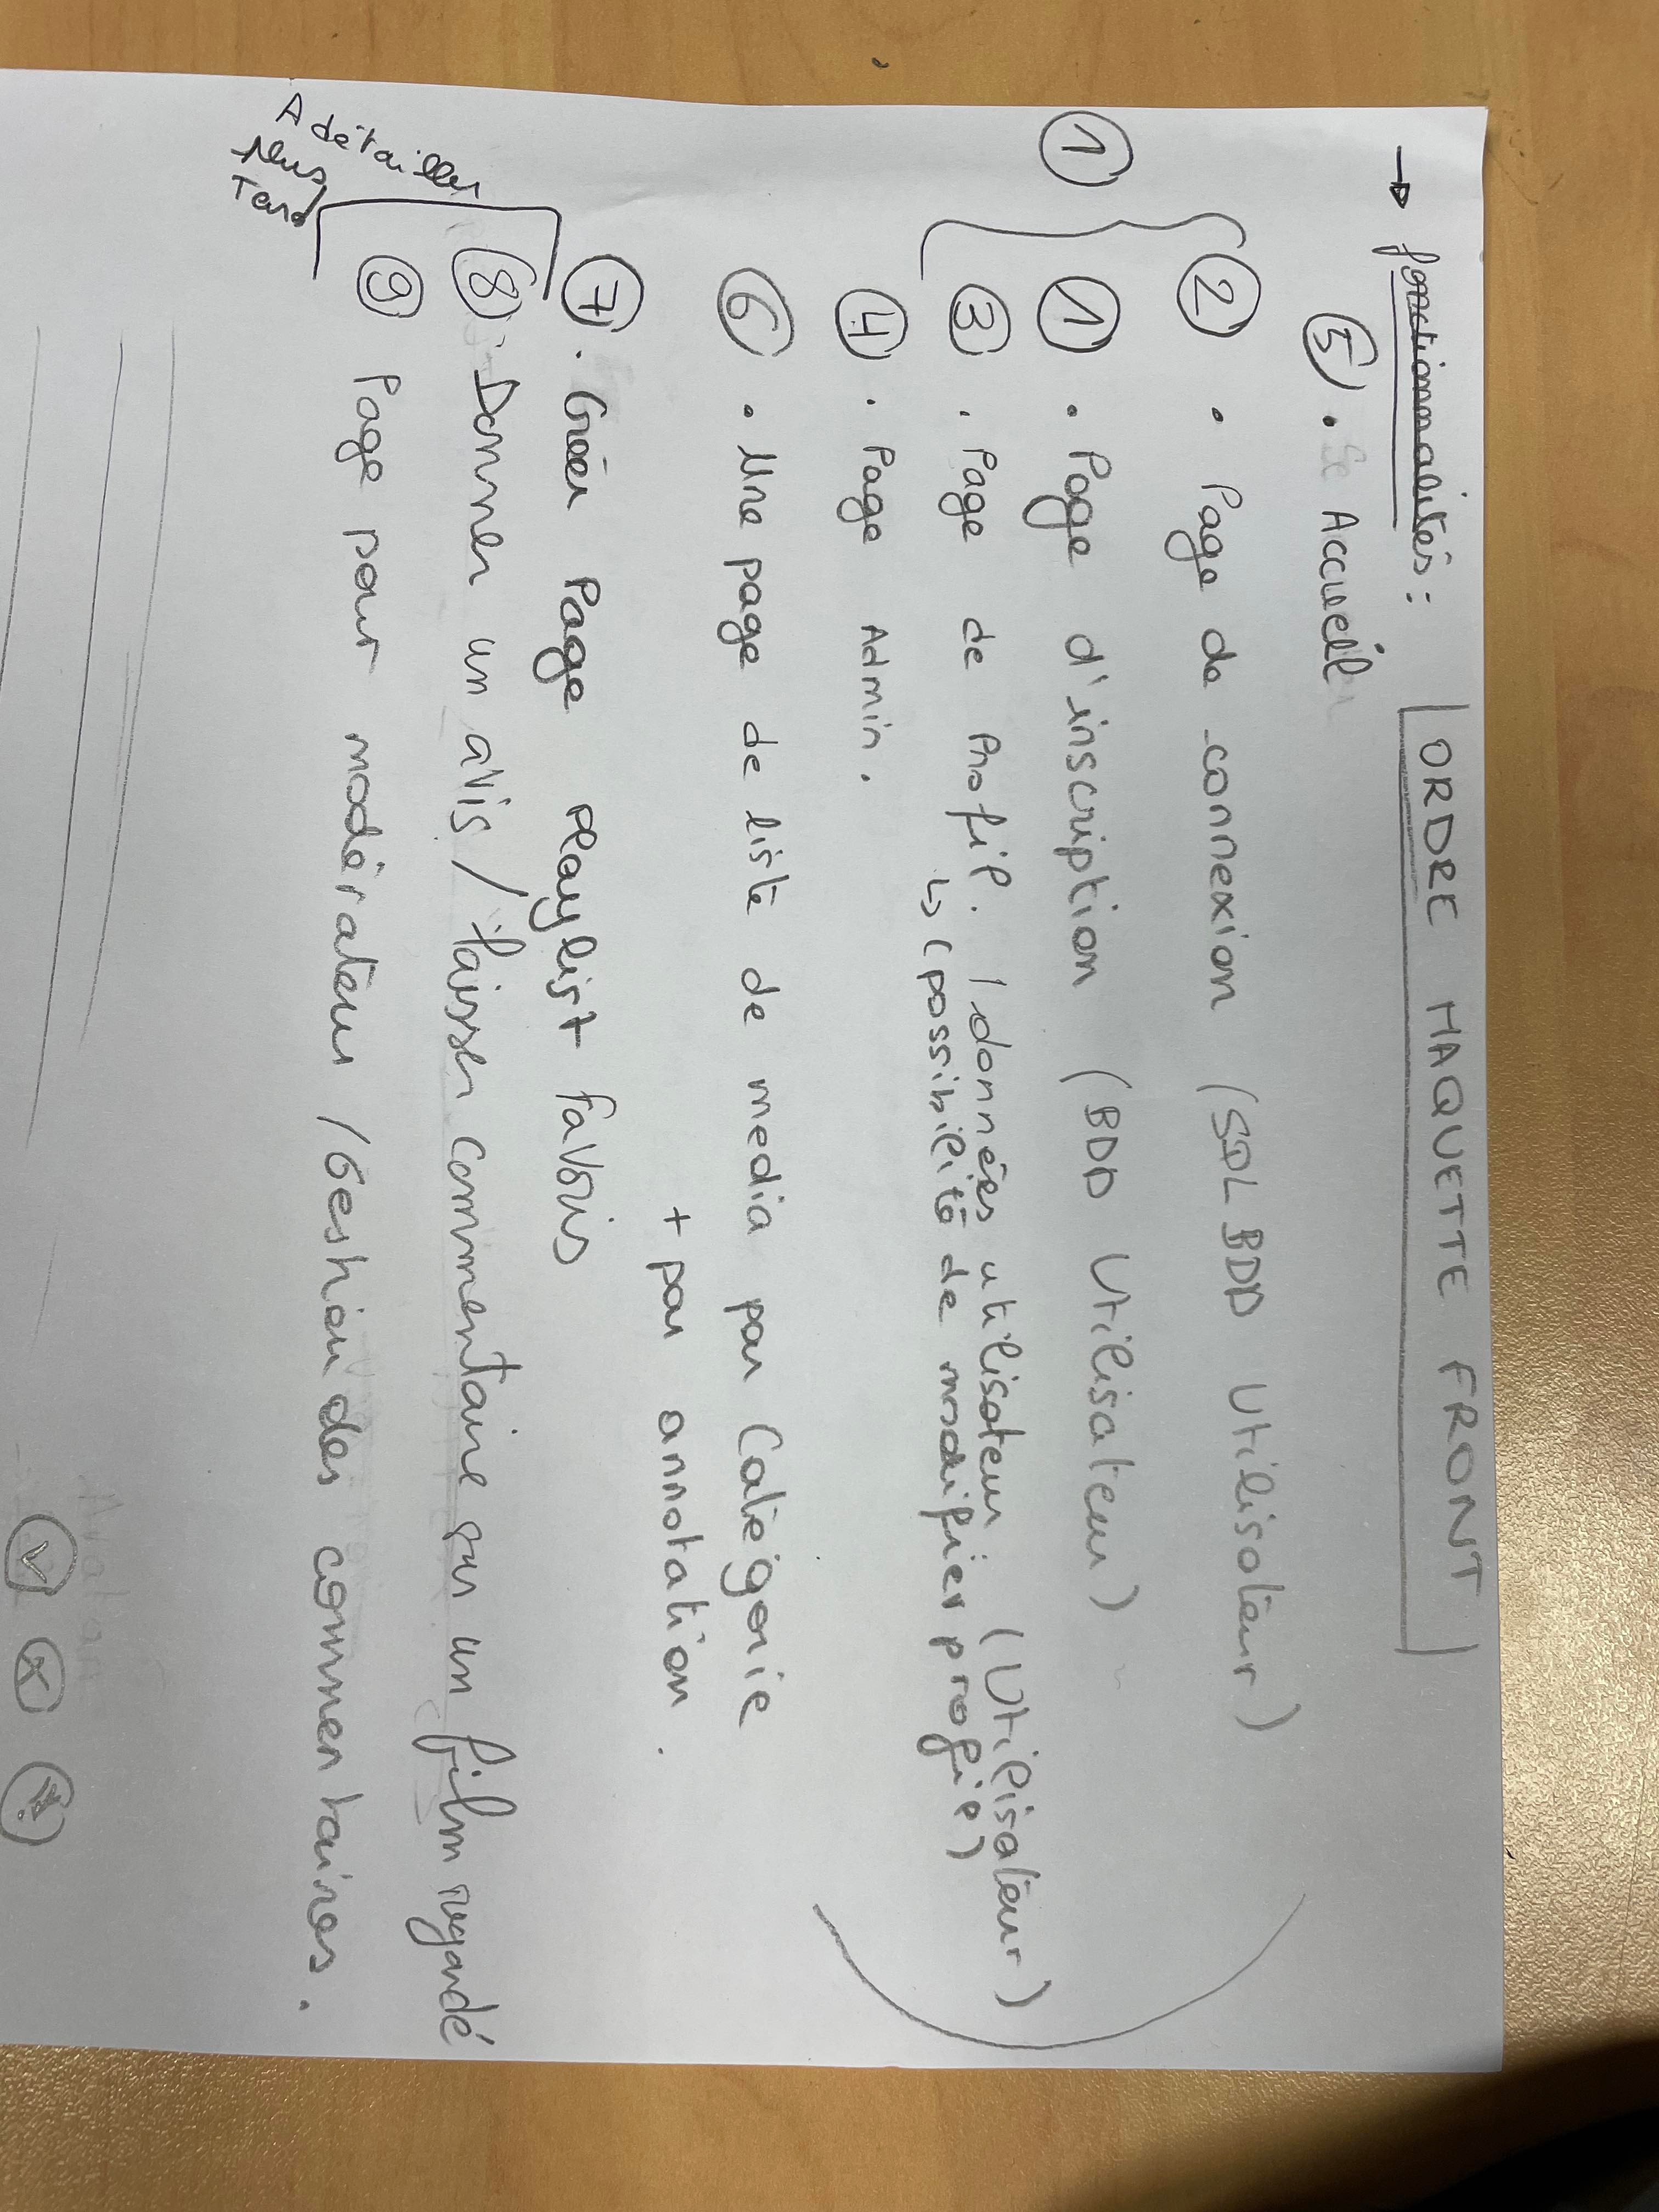 → fonctionnalités : ORDRE MAQUETTE FRONT
⑤ • Accueil
② • Page de connexion (SQL BDD Utilisateur)
①
① • Page d'inscription (BDD Utilisateur)
③ • Page de Profil. / données utilisateur (Utilisateur)
↳ (possibilité de modifier profil)
④ • Page Admin.
⑥ • Une page de liste de media par Catégorie
+ par annotation.
⑦ • Créer Page Playlist favoris
⑧ • Donner un avis / laisser commentaire sur un film regardé
⑨ Page pour modérateur / Gestion des commentaires.
A détailler
plus
Tard
V X